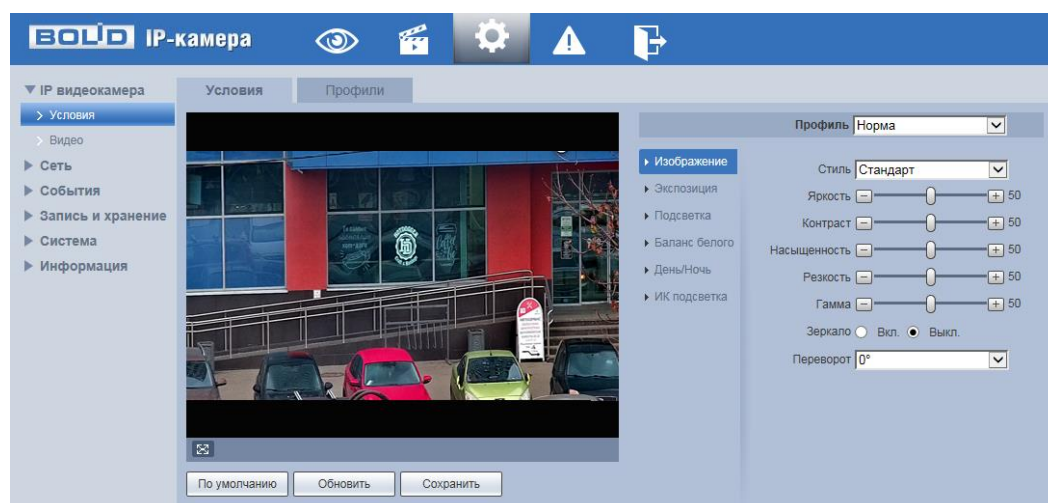 BOLID IP-камера
IP видеокамера
Условия
Видео
Сеть
События
Запись и хранение
Система
Информация
Условия
Профили
По умолчанию
Обновить
Сохранить
Профиль Норма
Изображение
Экспозиция
Подсветка
Баланс белого
День/Ночь
ИК подсветка
Стиль Стандарт
Яркость 50
Контраст 50
Насыщенность 50
Резкость 50
Гамма 50
Зеркало Вкл. Выкл.
Переворот 0°